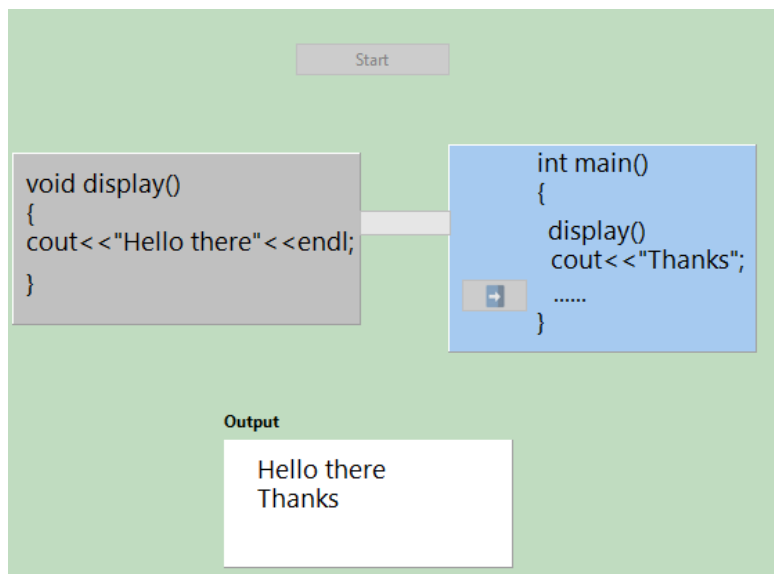 Start
void display()
{
cout<<"Hello there"<<endl;
}
int main()
{
display()
cout<<"Thanks";
......
}
Output
Hello there
Thanks